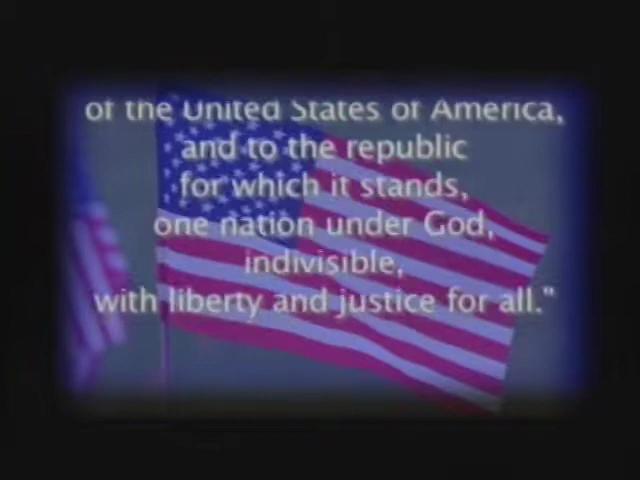 of the United States of America,
and to the republic
for which it stands,
one nation under God,
indivisible,
with liberty and justice for all."